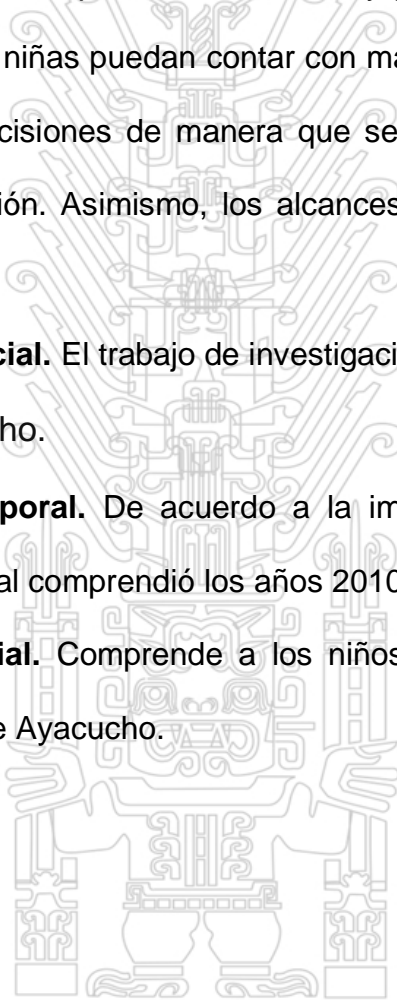 niñas puedan contar con
cisiones de manera que se
ión. Asimismo, los alcances
cial. El trabajo de investigaci
ho.
poral. De acuerdo a la im
al comprendió los años 2010
ial. Comprende a los niños
e Ayacucho.